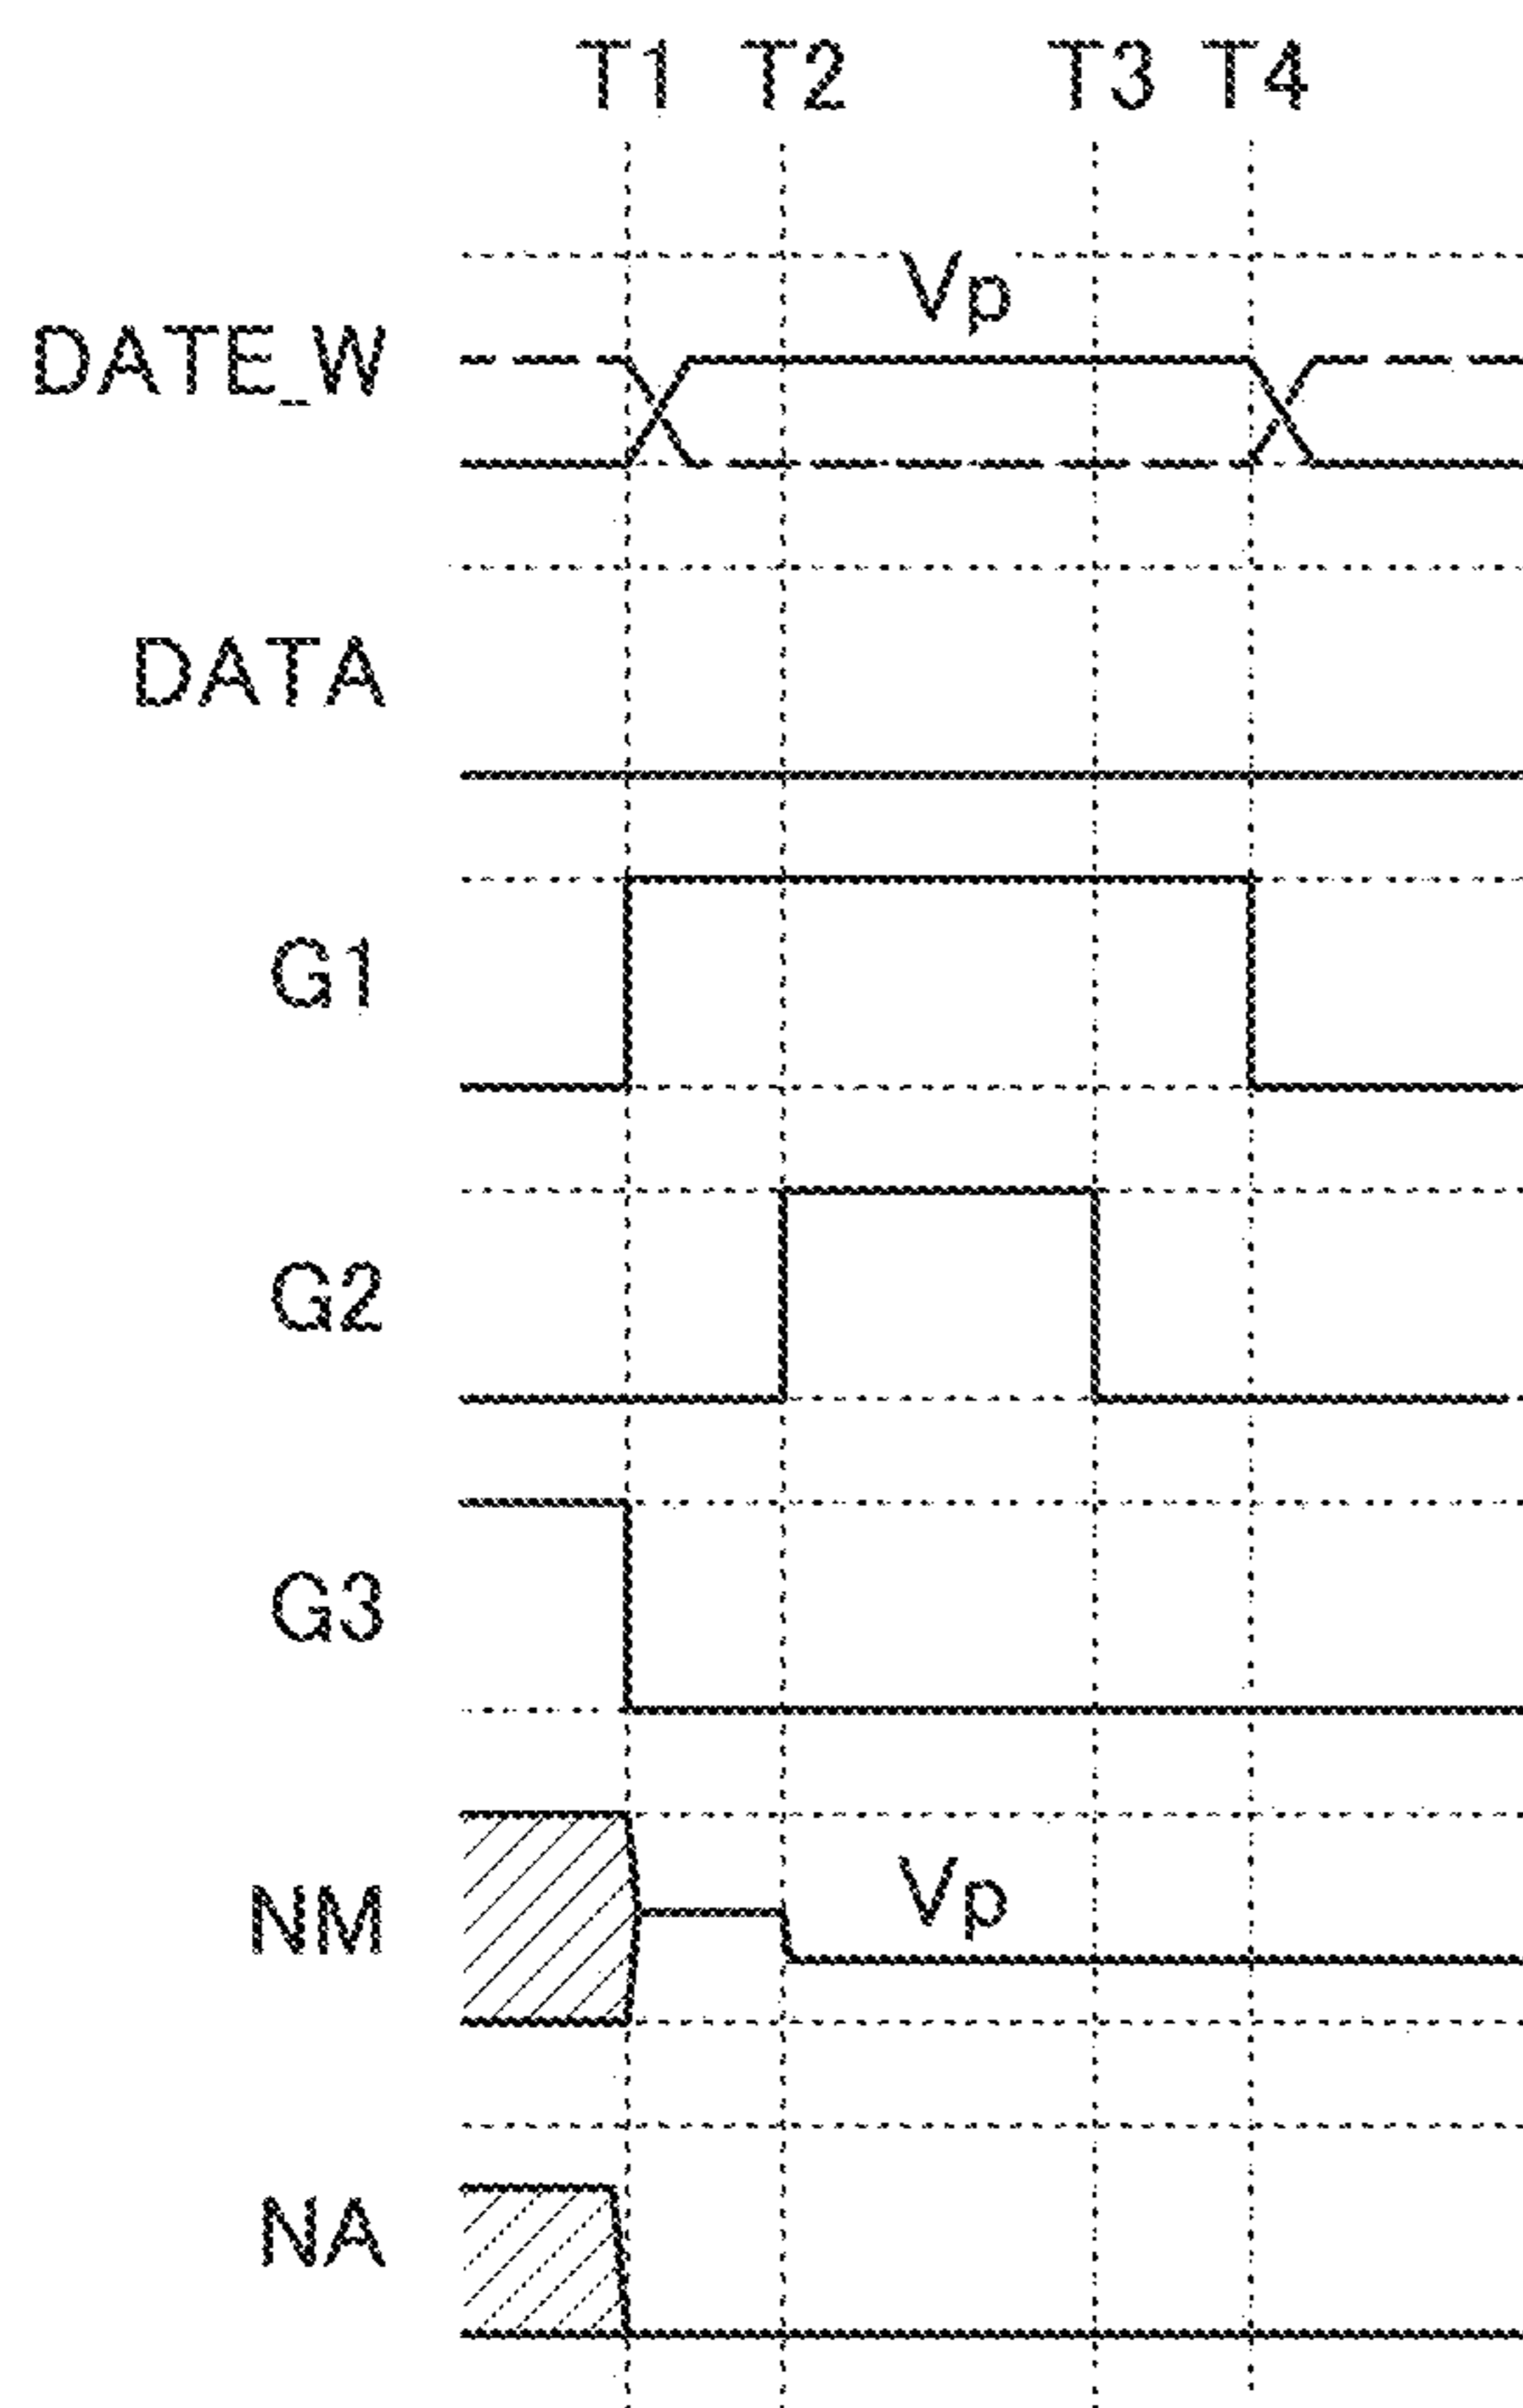 T1 T2 T3 T4
Vp
DATE_W
DATA
G1
G2
G3
Vp
NM
NA